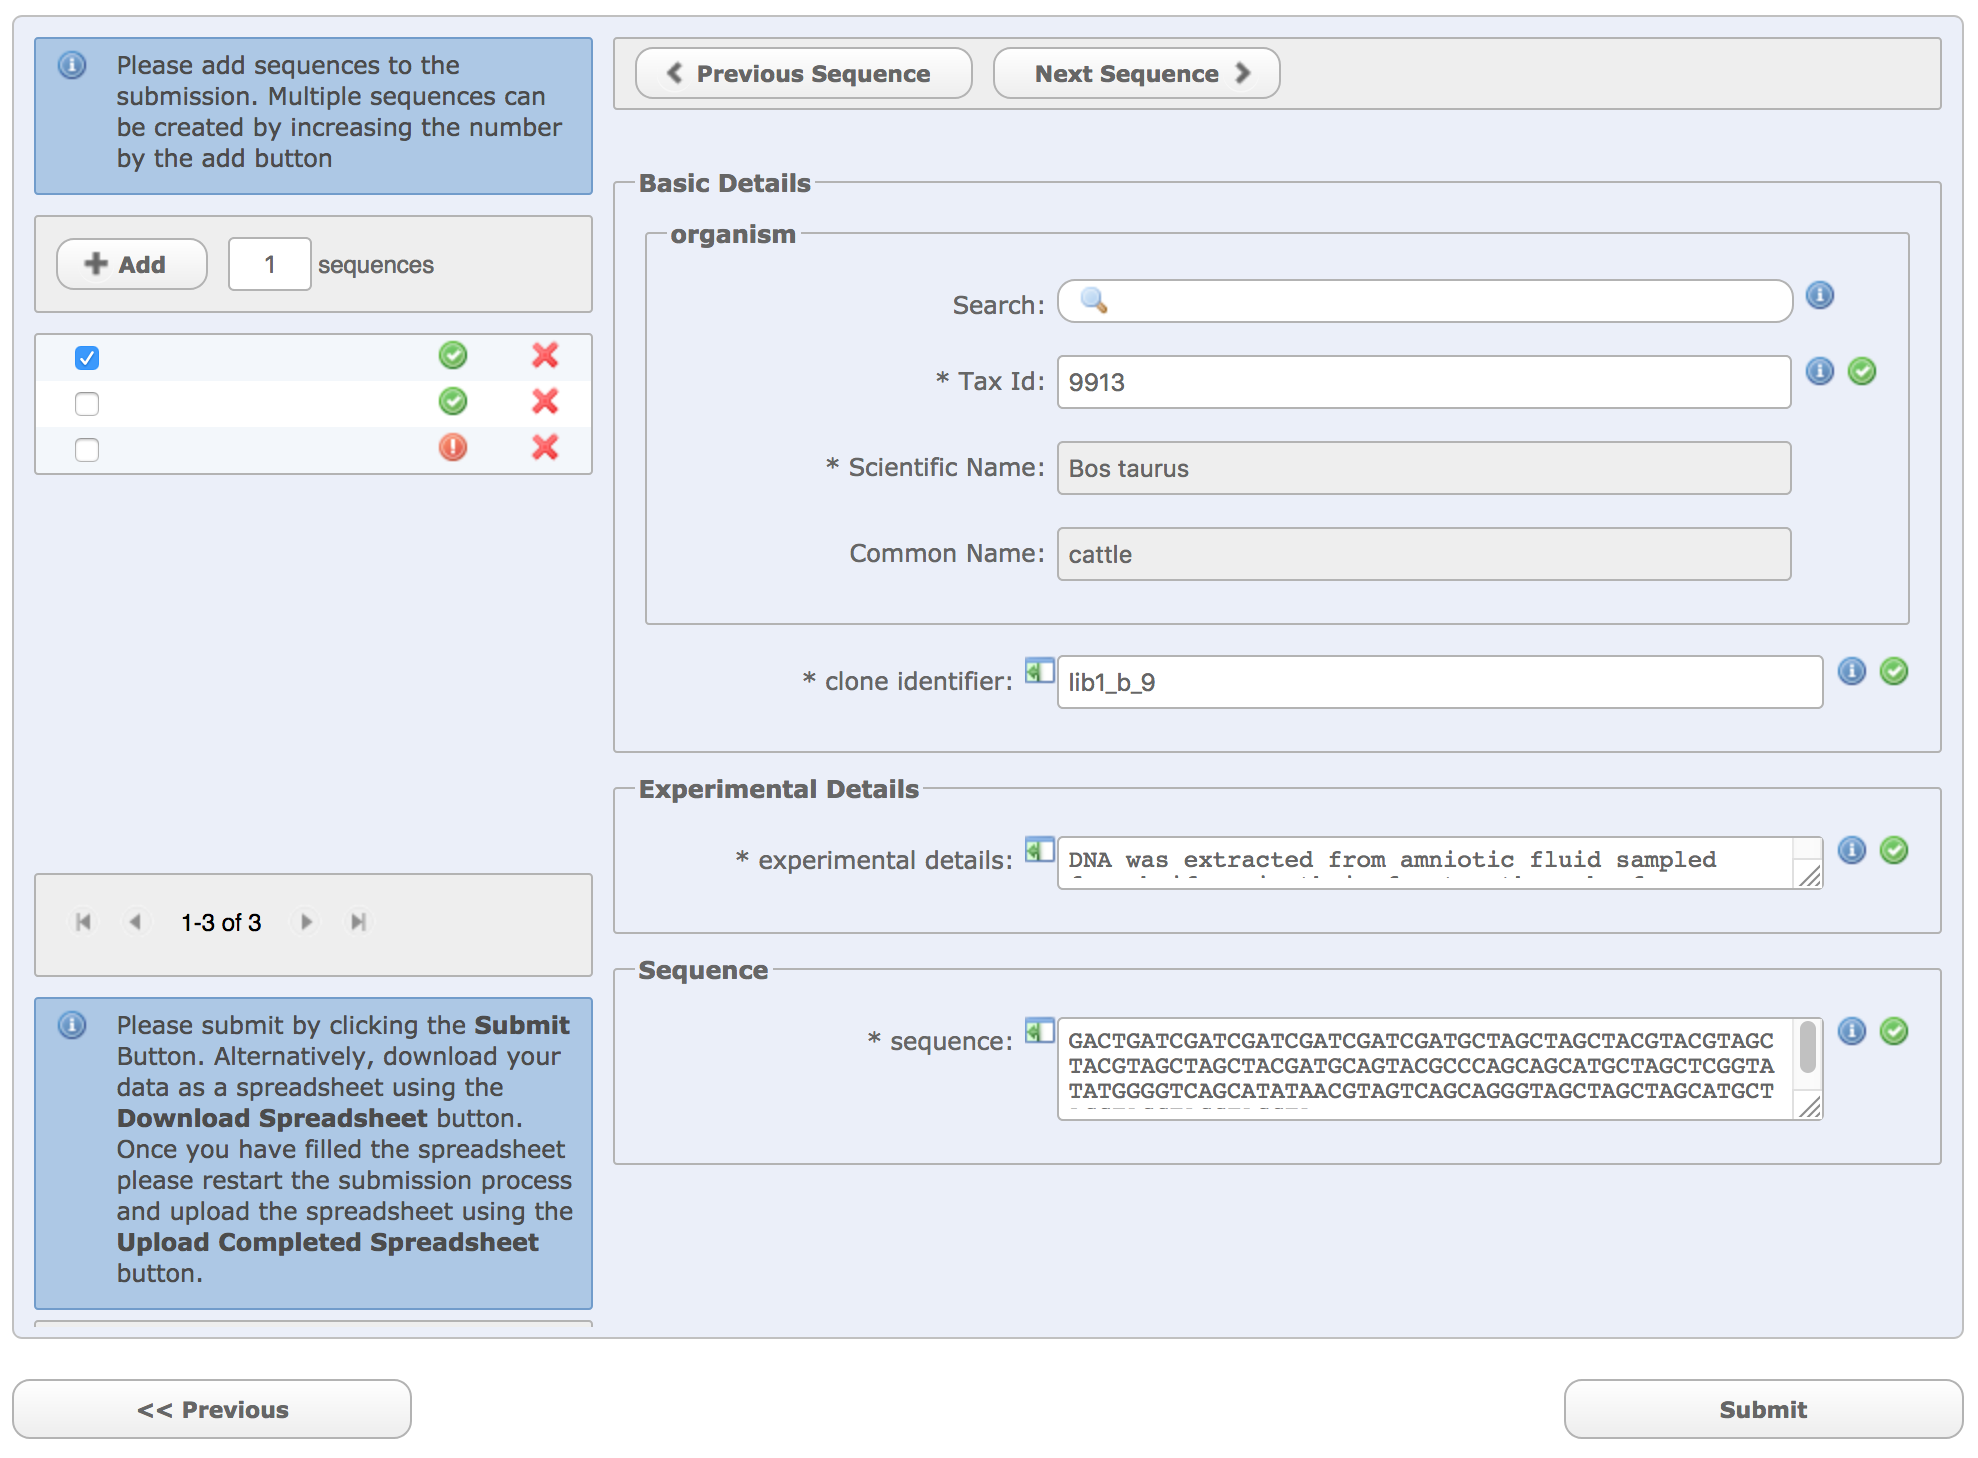 Please add sequences to the
submission. Multiple sequences can
be created by increasing the number
by the add button
Add 1 sequences
1-3 of 3
Please submit by clicking the Submit
Button. Alternatively, download your
data as a spreadsheet using the
Download Spreadsheet button.
Once you have filled the spreadsheet
please restart the submission process
and upload the spreadsheet using the
Upload Completed Spreadsheet
button.
Previous Sequence
Next Sequence
Basic Details
organism
Search:
* Tax Id: 9913
* Scientific Name: Bos taurus
Common Name: cattle
* clone identifier: lib1_b_9
Experimental Details
* experimental details: DNA was extracted from amniotic fluid sampled
Sequence
* sequence: GACTGATCGATCGATCGATCGATCGATGCTAGCTAGCTACGTACGTAGC
TACGTAGCTAGCTACGATGCAGTACGCCCAGCAGCATGCTAGCTCGGTA
TATGGGGTCAGCATATAACGTAGTCAGCAGGGTAGCTAGCTAGCATGCT
<< Previous
Submit